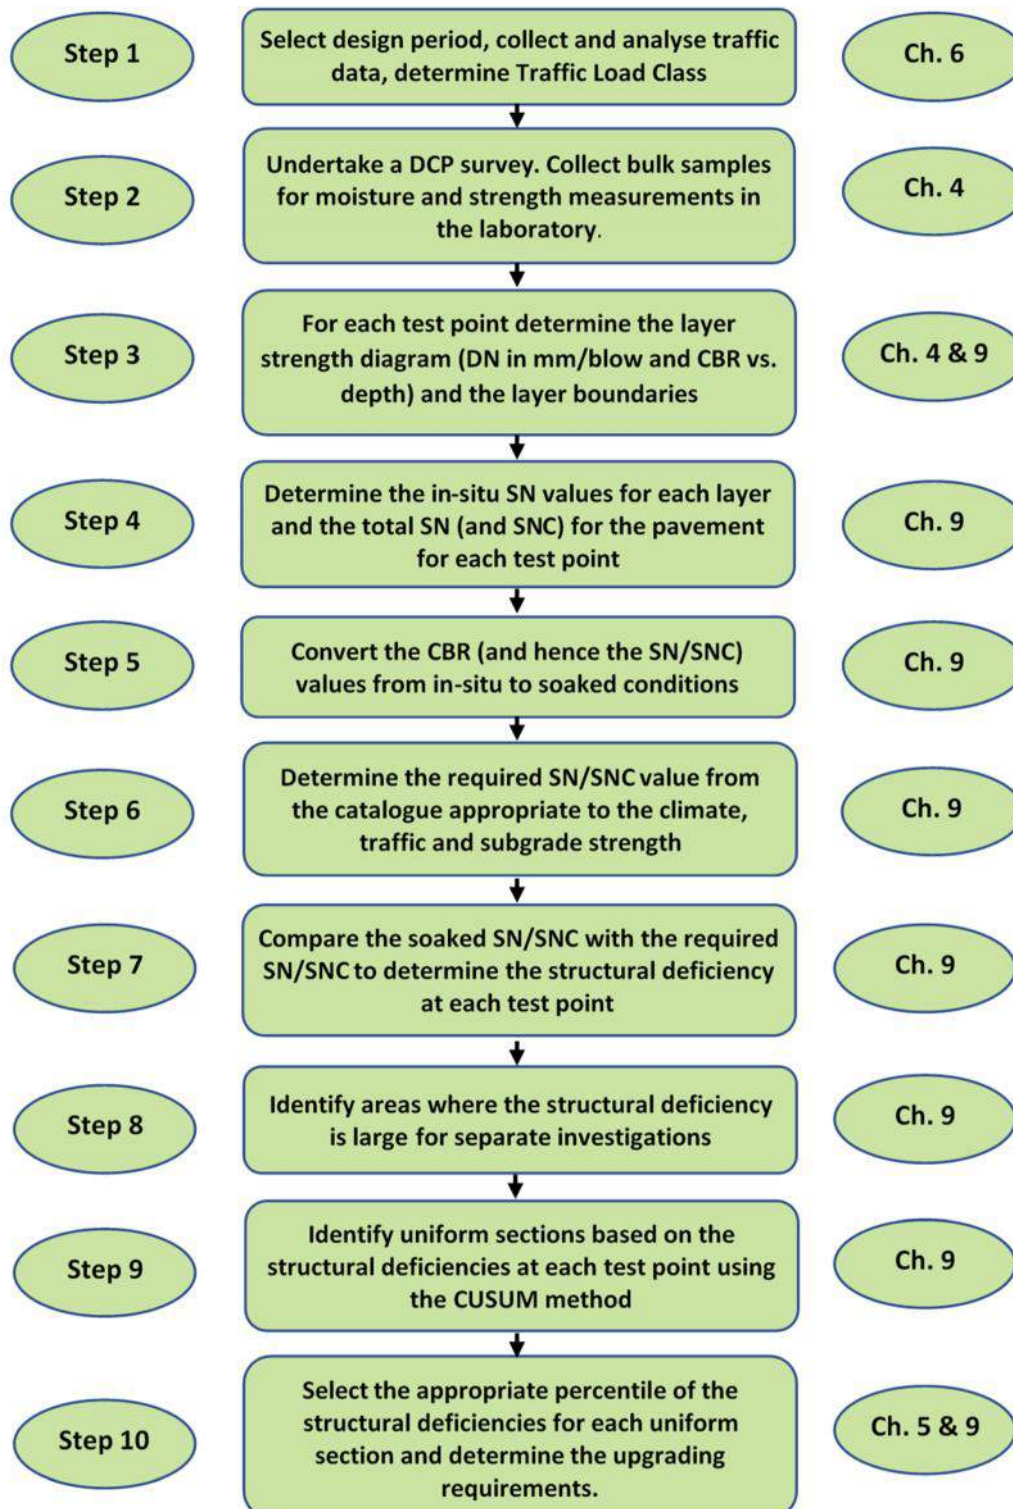 Step 1
Select design period, collect and analyse traffic
data, determine Traffic Load Class
Ch. 6
Step 2
Undertake a DCP survey. Collect bulk samples
for moisture and strength measurements in
the laboratory.
Ch. 4
Step 3
For each test point determine the layer
strength diagram (DN in mm/blow and CBR vs.
depth) and the layer boundaries
Ch. 4 & 9
Step 4
Determine the in-situ SN values for each layer
and the total SN (and SNC) for the pavement
for each test point
Ch. 9
Step 5
Convert the CBR (and hence the SN/SNC)
values from in-situ to soaked conditions
Ch. 9
Step 6
Determine the required SN/SNC value from
the catalogue appropriate to the climate,
traffic and subgrade strength
Ch. 9
Step 7
Compare the soaked SN/SNC with the required
SN/SNC to determine the structural deficiency
at each test point
Ch. 9
Step 8
Identify areas where the structural deficiency
is large for separate investigations
Ch. 9
Step 9
Identify uniform sections based on the
structural deficiencies at each test point using
the CUSUM method
Ch. 9
Step 10
Select the appropriate percentile of the
structural deficiencies for each uniform
section and determine the upgrading
requirements.
Ch. 5 & 9